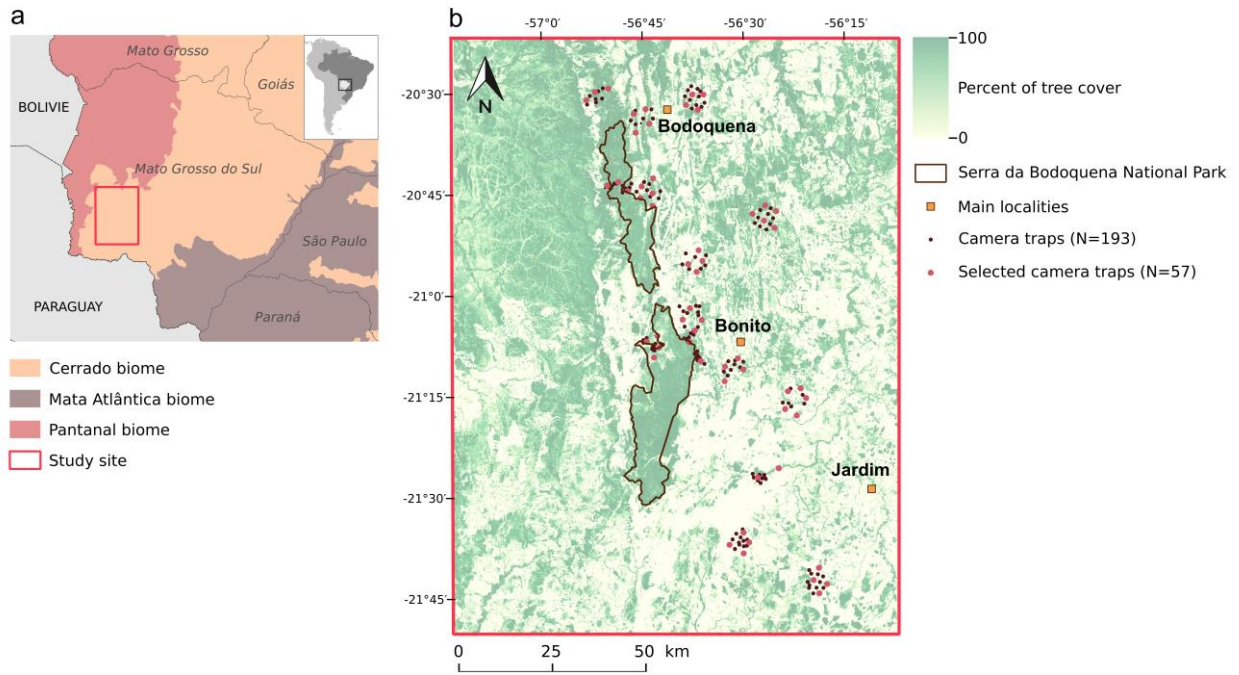 a
Mato Grosso
Goiás
BOLIVIE
Mato Grosso do Sul
São Paulo
PARAGUAY
Paraná
Cerrado biome
Mata Atlântica biome
Pantanal biome
Study site
b
-57°0′ -56°45′ -56°30′ -56°15′
-20°30′
-20°45′
-21°0′
-21°15′
-21°30′
-21°45′
N
Bodoquena
Bonito
Jardim
0 25 50 km
100
Percent of tree cover
0
Serra da Bodoquena National Park
Main localities
Camera traps (N=193)
Selected camera traps (N=57)